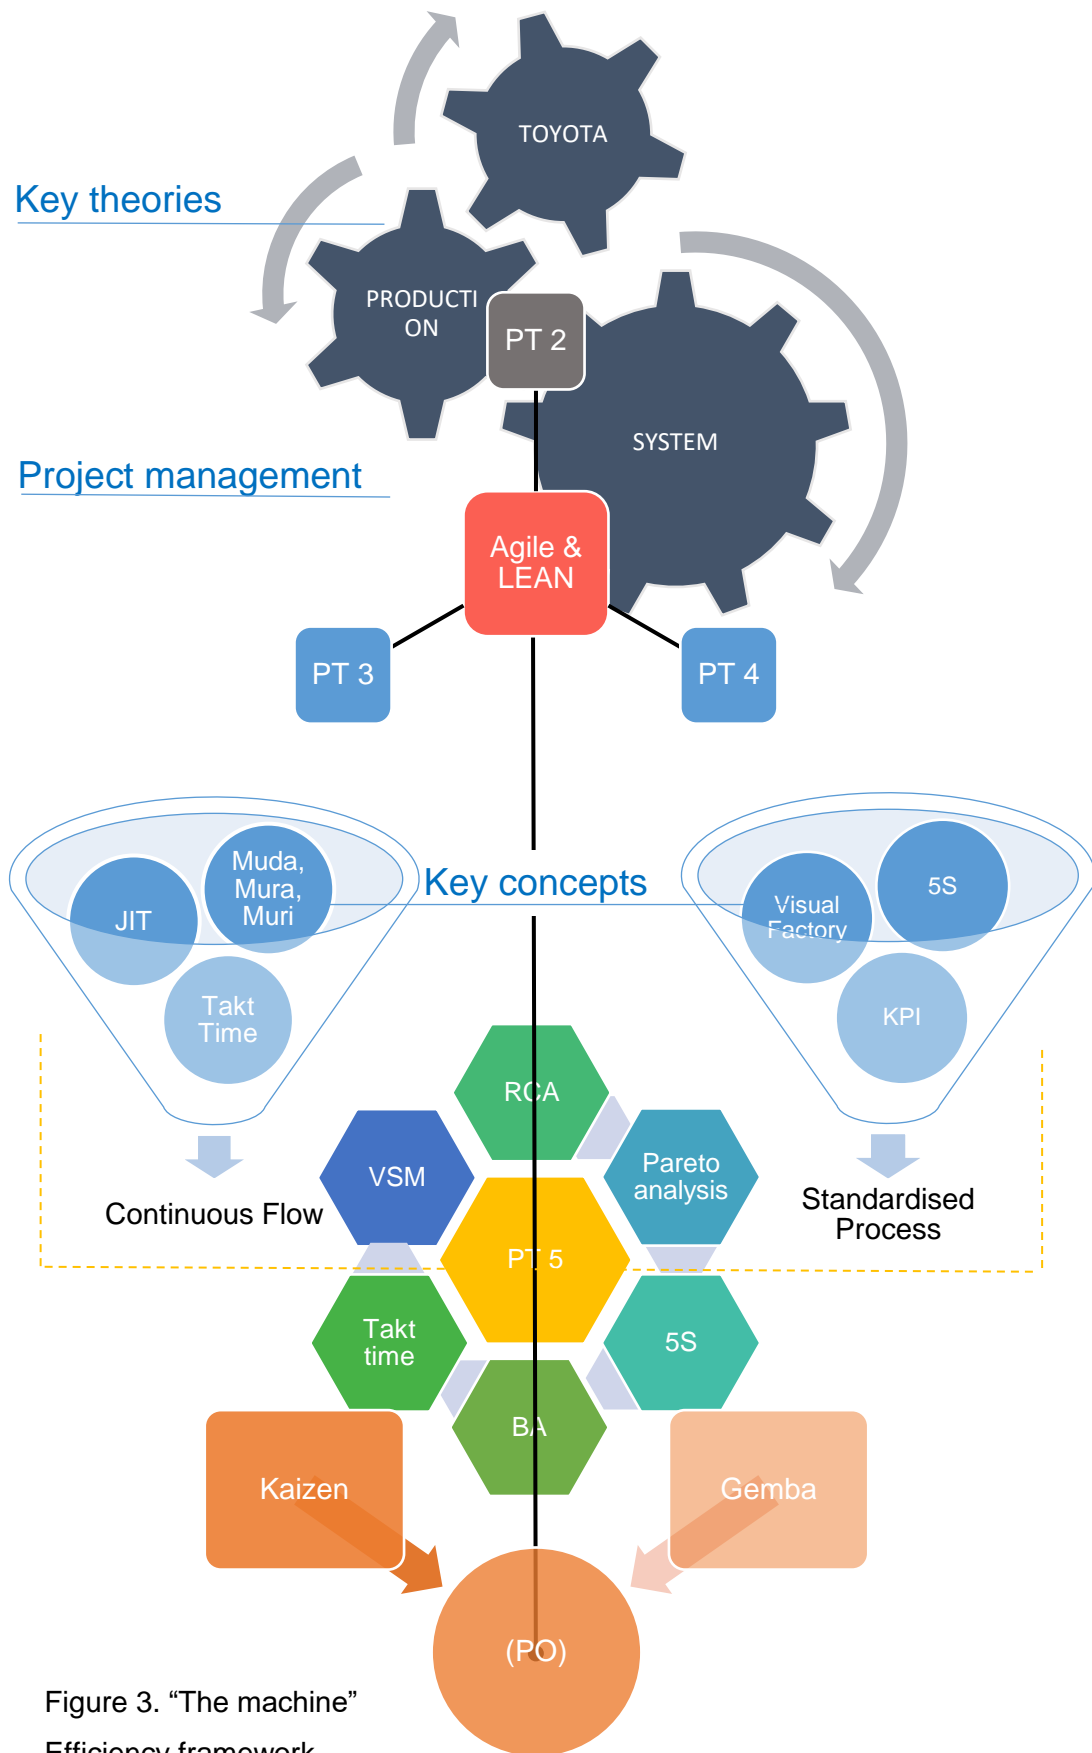 TOYOTA
Key theories
PRODUCTI
ON
PT 2
SYSTEM
Project management
Agile &
LEAN
PT 3
PT 4
Muda,
Mura,
Muri
JIT
Takt
Time
Key concepts
5S
Visual
Factory
KPI
RCA
VSM
Pareto
analysis
Continuous Flow
Standardised
Process
PT 5
Takt
time
5S
BA
Kaizen
Gemba
(PO)
Figure 3. “The machine”
Efficiency framework